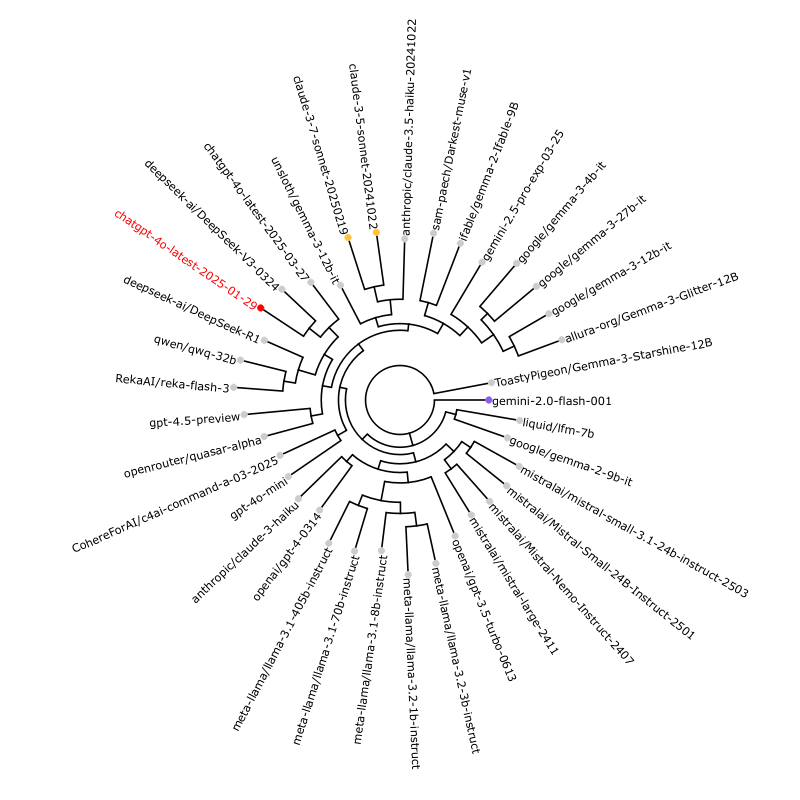 anthropic/claude-3.5-haiku-20241022
sam-paech/Darkest-muse-v1
ifable/gemma-2-Ifable-9B
gemini-2.5-pro-exp-03-25
google/gemma-3-4b-it
google/gemma-3-27b-it
google/gemma-3-12b-it
allura-org/Gemma-3-Glitter-12B
ToastyPigeon/Gemma-3-Starshine-12B
gemini-2.0-flash-001
liquid/lfm-7b
google/gemma-2-9b-it
mistralai/mistral-small-3.1-24b-instruct-2503
mistralai/Mistral-Small-24B-Instruct-2501
mistralai/Mistral-Nemo-Instruct-2407
mistralai/mistral-large-2411
openai/gpt-3.5-turbo-0613
meta-llama/llama-3.2-3b-instruct
meta-llama/llama-3.2-1b-instruct
meta-llama/llama-3.1-8b-instruct
meta-llama/llama-3.1-70b-instruct
meta-llama/llama-3.1-405b-instruct
openai/gpt-4-0314
anthropic/claude-3-haiku
gpt-4o-mini
CohereForAI/c4ai-command-a-03-2025
openrouter/quasar-alpha
gpt-4.5-preview
RekaAI/reka-flash-3
qwen/qwq-32b
deepseek-ai/DeepSeek-R1
chatgpt-4o-latest-2025-01-29
deepseek-ai/DeepSeek-V3-0324
chatgpt-4o-latest-2025-03-27
unsloth/gemma-3-12b-it
claude-3-7-sonnet-20250219
claude-3-5-sonnet-20241022